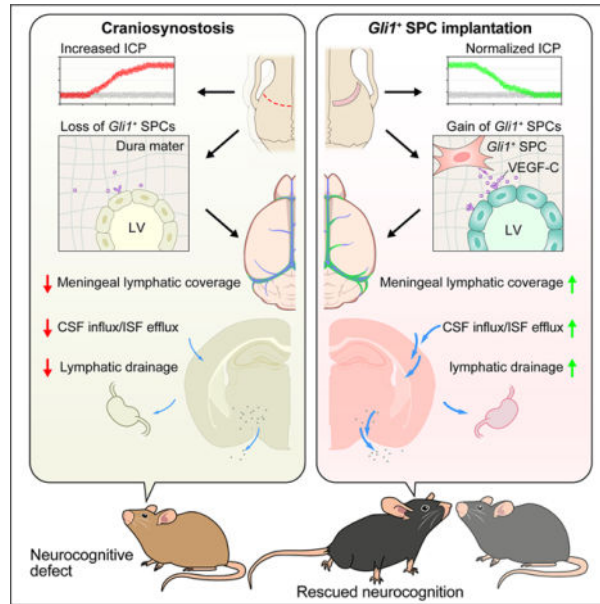 Craniosynostosis
Increased ICP
Loss of Gli1⁺ SPCs
Dura mater
LV
Meningeal lymphatic coverage
CSF influx/ISF efflux
Lymphatic drainage
Neurocognitive
defect
Gli1⁺ SPC implantation
Normalized ICP
Gain of Gli1⁺ SPCs
Gli1⁺ SPC
VEGF-C
LV
Meningeal lymphatic coverage
CSF influx/ISF efflux
lymphatic drainage
Rescued neurocognition